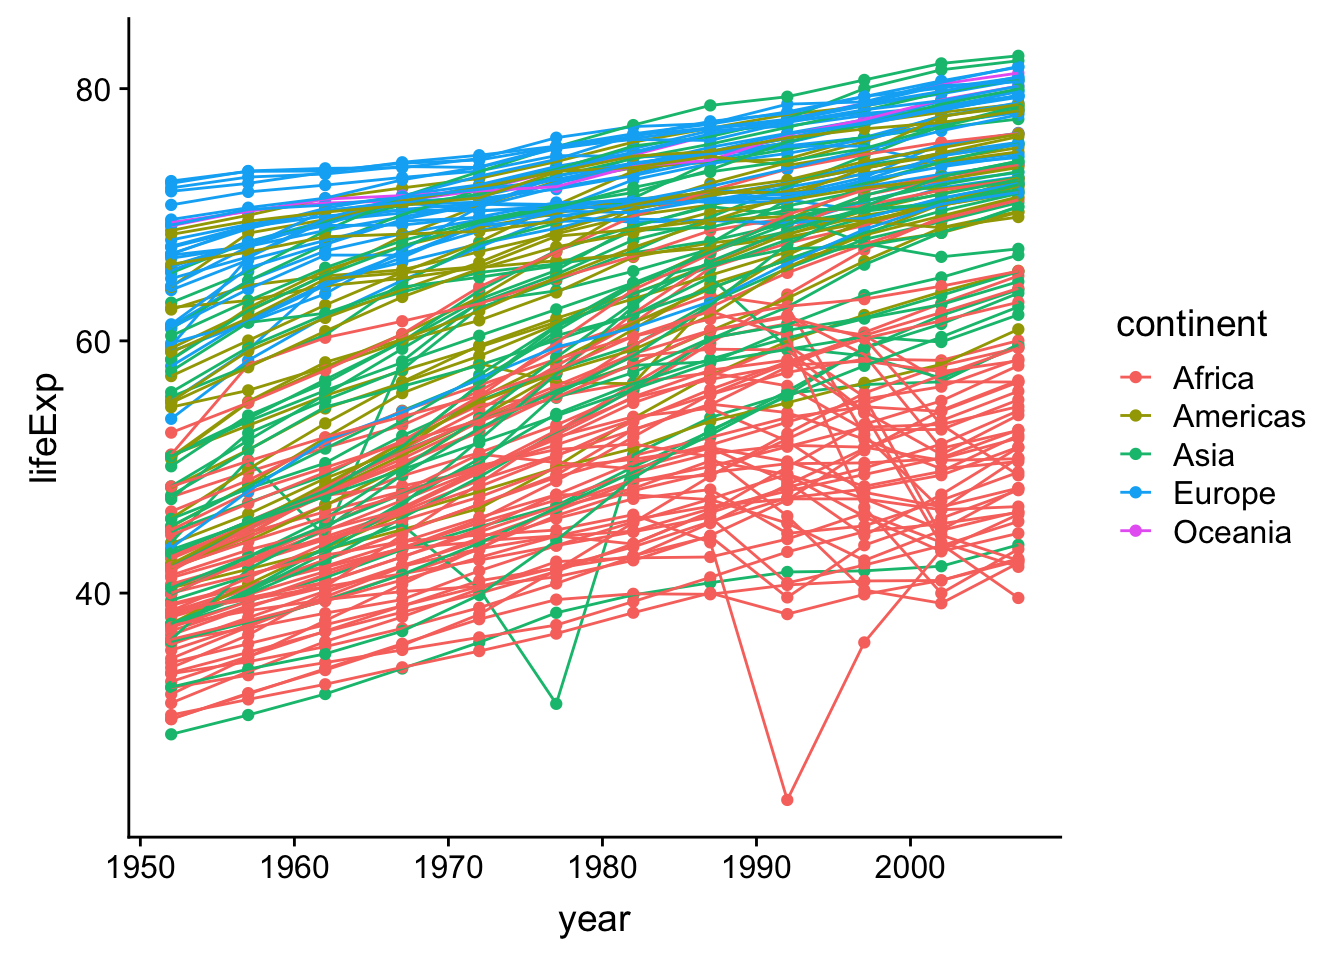 80
60
40
lifeExp
1950 1960 1970 1980 1990 2000
year
continent
Africa
Americas
Asia
Europe
Oceania